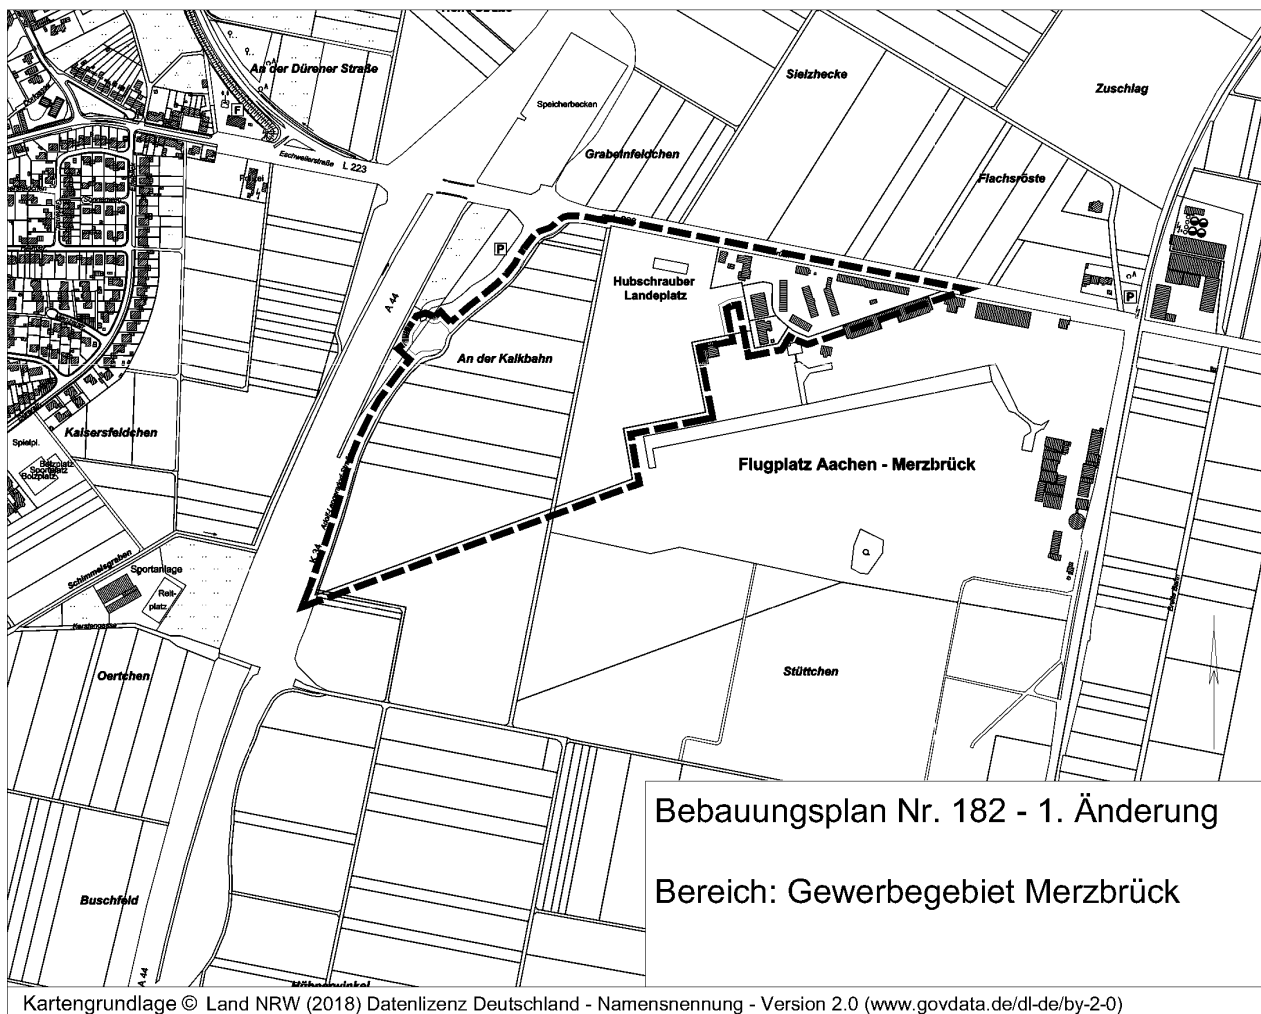 An der Dürener Straße
Sielzhecke
Zuschlag
Speicherbecken
Grabeinfeldchen
Flachsröste
Eschweilerstraße
L 223
F
P
Hubschrauber
Landeplatz
P
A 44
An der Kalkbahn
Kaisersfeldchen
Spielpl.
Bolzplatz
Sportplatz
Bolzplatz
Flugplatz Aachen - Merzbrück
K 34
Schimmelsgraben
Sportanlage
Reit-
platz
Oertchen
Stüttchen
Buschfeld
A 44
Bebauungsplan Nr. 182 - 1. Änderung
Bereich: Gewerbegebiet Merzbrück
Kartengrundlage © Land NRW (2018) Datenlizenz Deutschland - Namensnennung - Version 2.0 (www.govdata.de/dl-de/by-2-0)